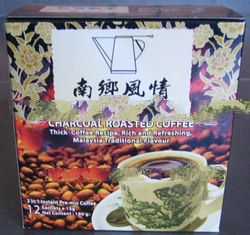 南鄉風情
CHARCOAL ROASTED COFFEE
Thick Coffee Recipe, Rich and Refreshing,
Malaysia Traditional Flavour
3 in 1 Instant Pre-mix Coffee
12 Sachets x 15g
Net Content : 180 g